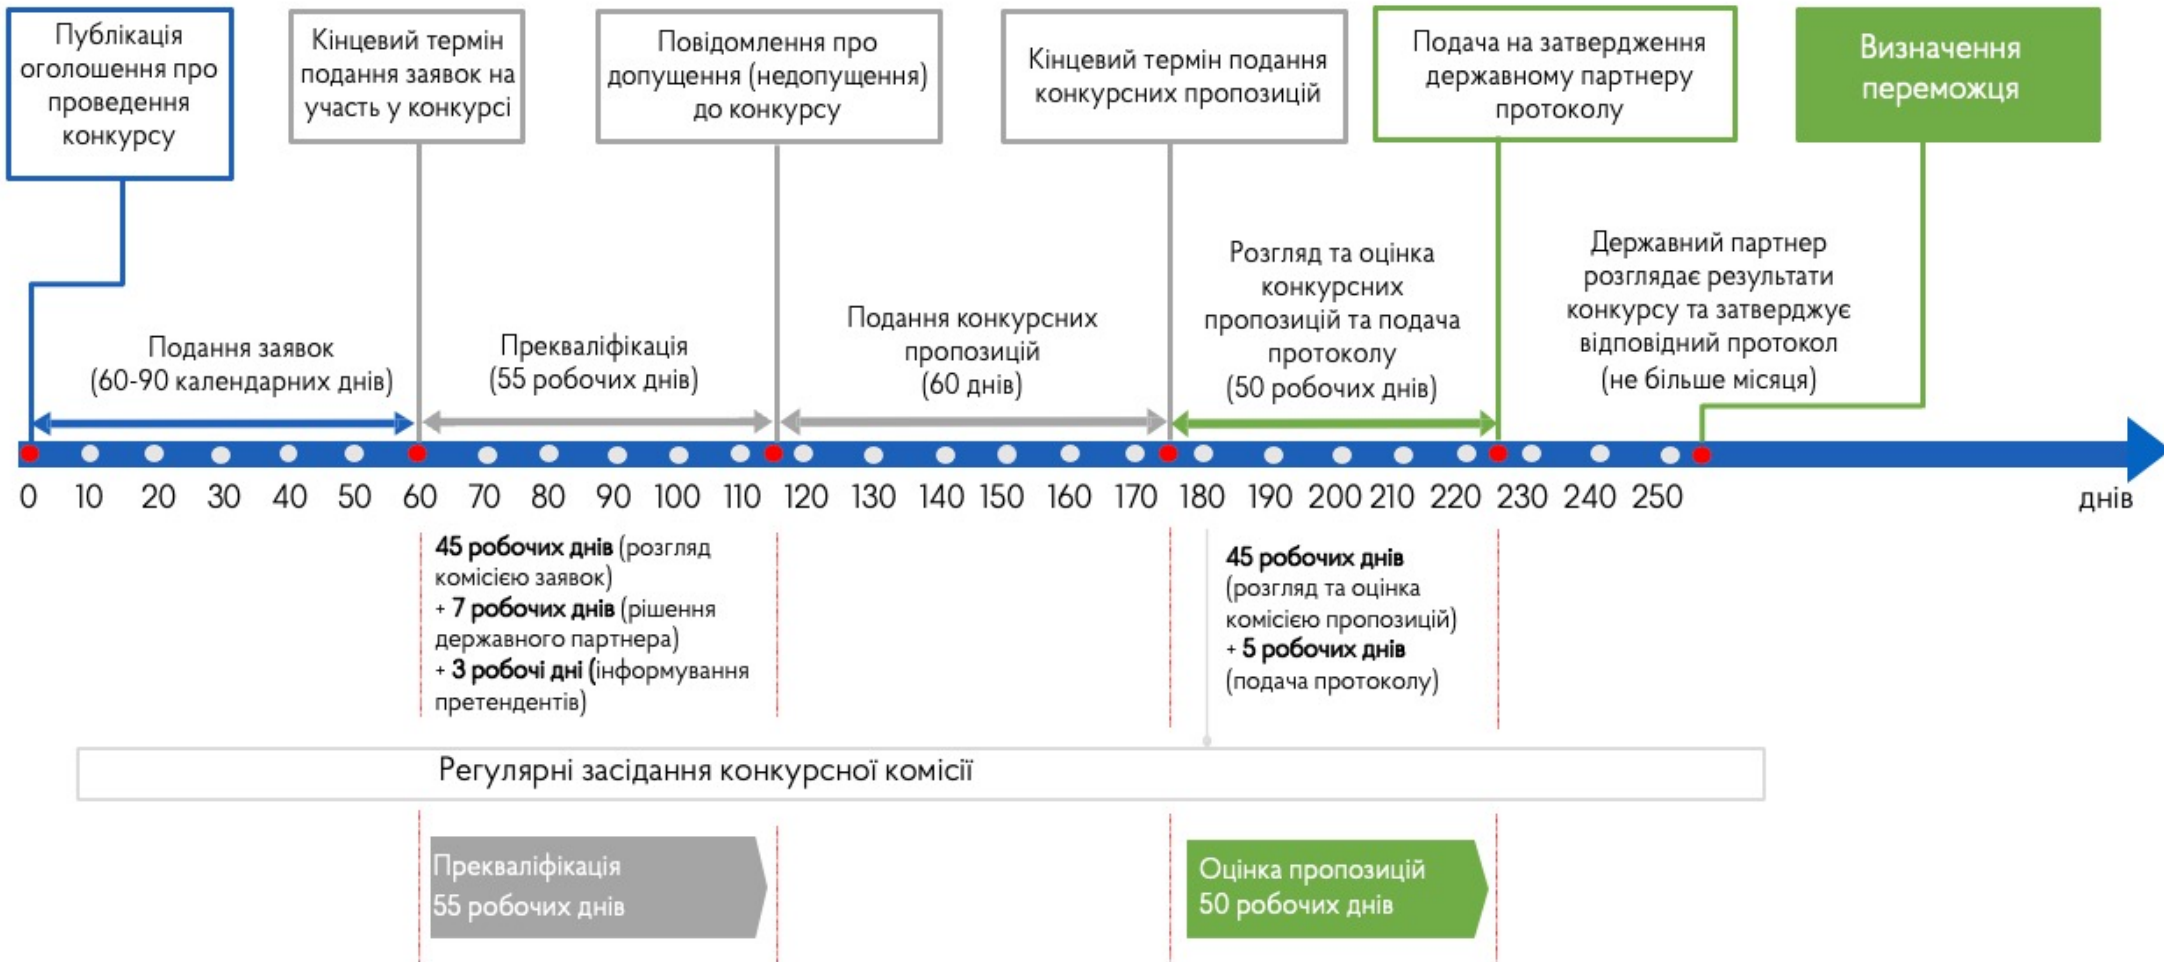 Публікація
оголошення про
проведення
конкурсу
Кінцевий термін
подання заявок на
участь у конкурсі
Повідомлення про
допущення (недопущення)
до конкурсу
Кінцевий термін подання
конкурсних пропозицій
Подача на затвердження
державному партнеру
протоколу
Визначення
переможця
Подання заявок
(60-90 календарних днів)
Прекваліфікація
(55 робочих днів)
Подання конкурсних
пропозицій
(60 днів)
Розгляд та оцінка
конкурсних
пропозицій та подача
протоколу
(50 робочих днів)
Державний партнер
розглядає результати
конкурсу та затверджує
відповідний протокол
(не більше місяця)
0 10 20 30 40 50 60 70 80 90 100 110 120 130 140 150 160 170 180 190 200 210 220 230 240 250 днів
45 робочих днів (розгляд
комісією заявок)
+ 7 робочих днів (рішення
державного партнера)
+ 3 робочі дні (інформування
претендентів)
45 робочих днів
(розгляд та оцінка
комісією пропозицій)
+ 5 робочих днів
(подача протоколу)
Регулярні засідання конкурсної комісії
Прекваліфікація
55 робочих днів
Оцінка пропозицій
50 робочих днів